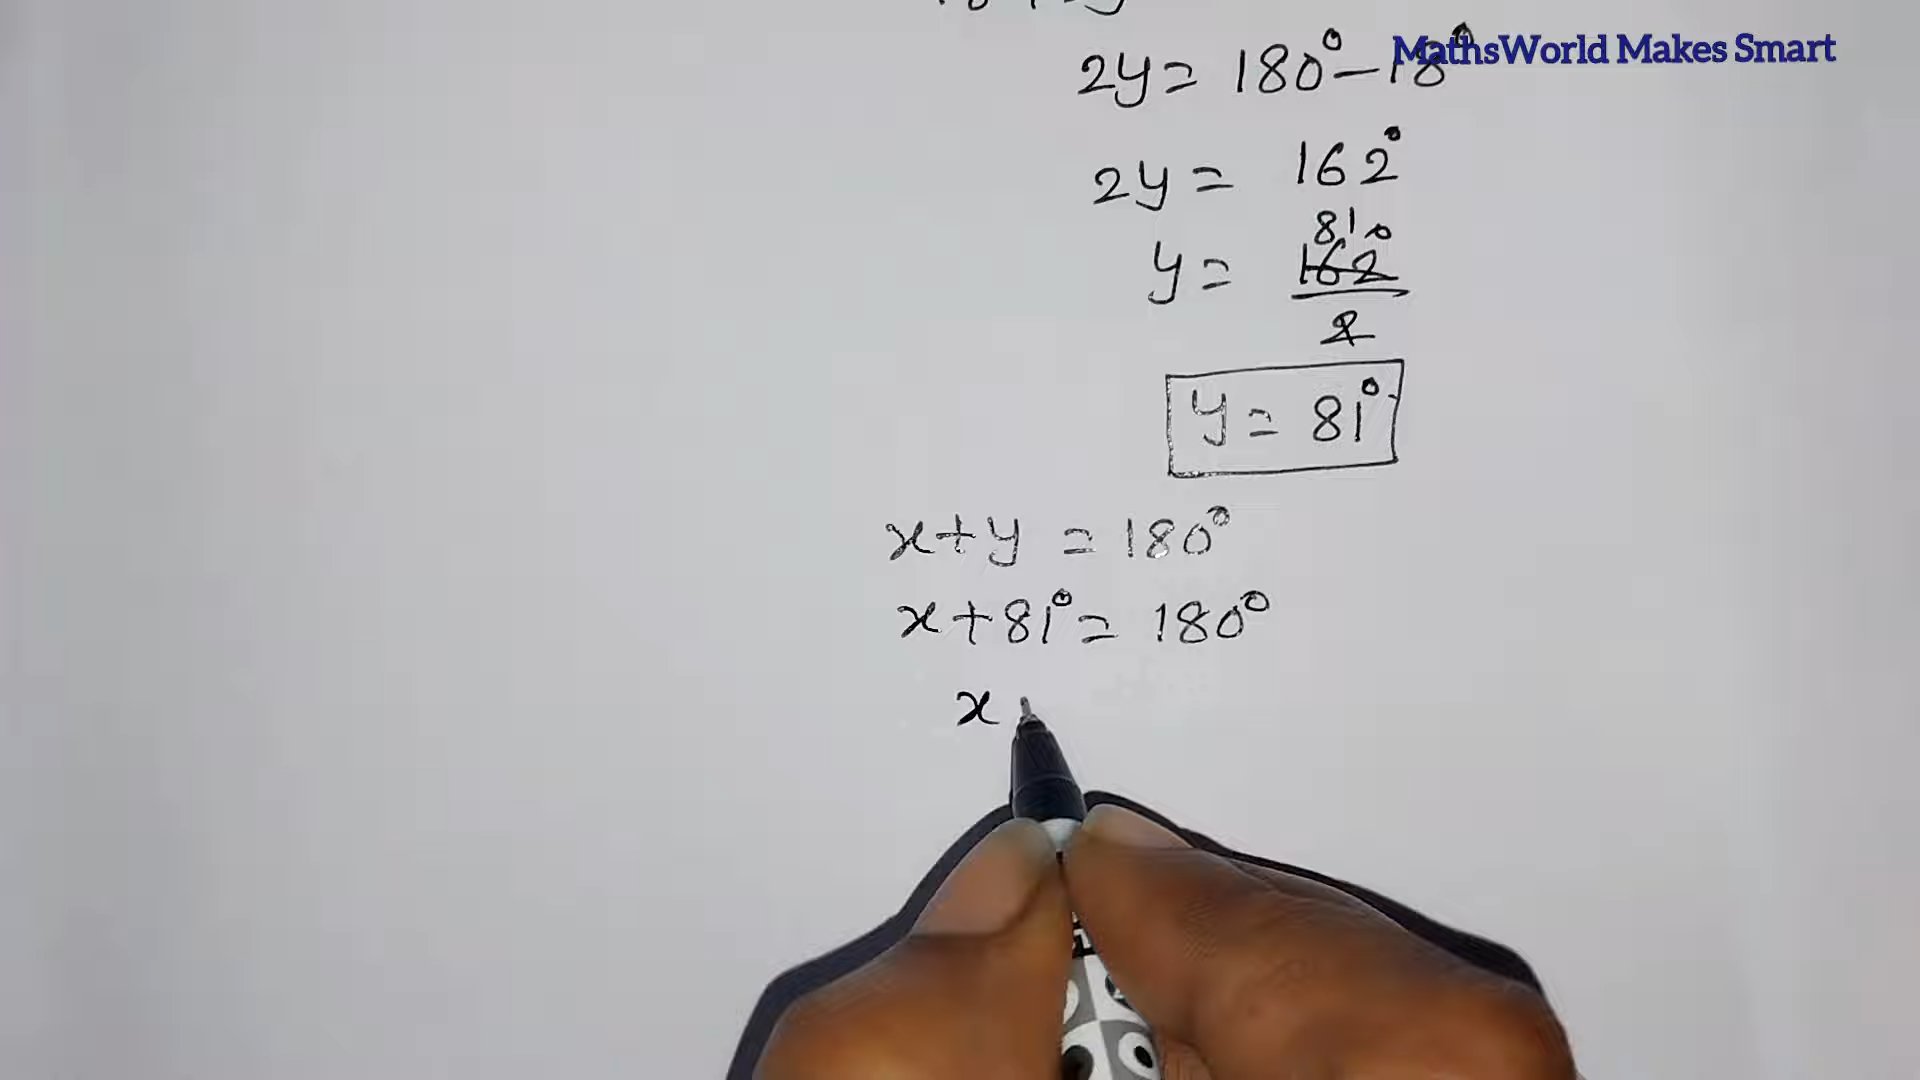 MathsWorld Makes Smart
2y = 180° - 18°
2y = 162°
81°
y = 162
2
y = 81°
x + y = 180°
x + 81° = 180°
x